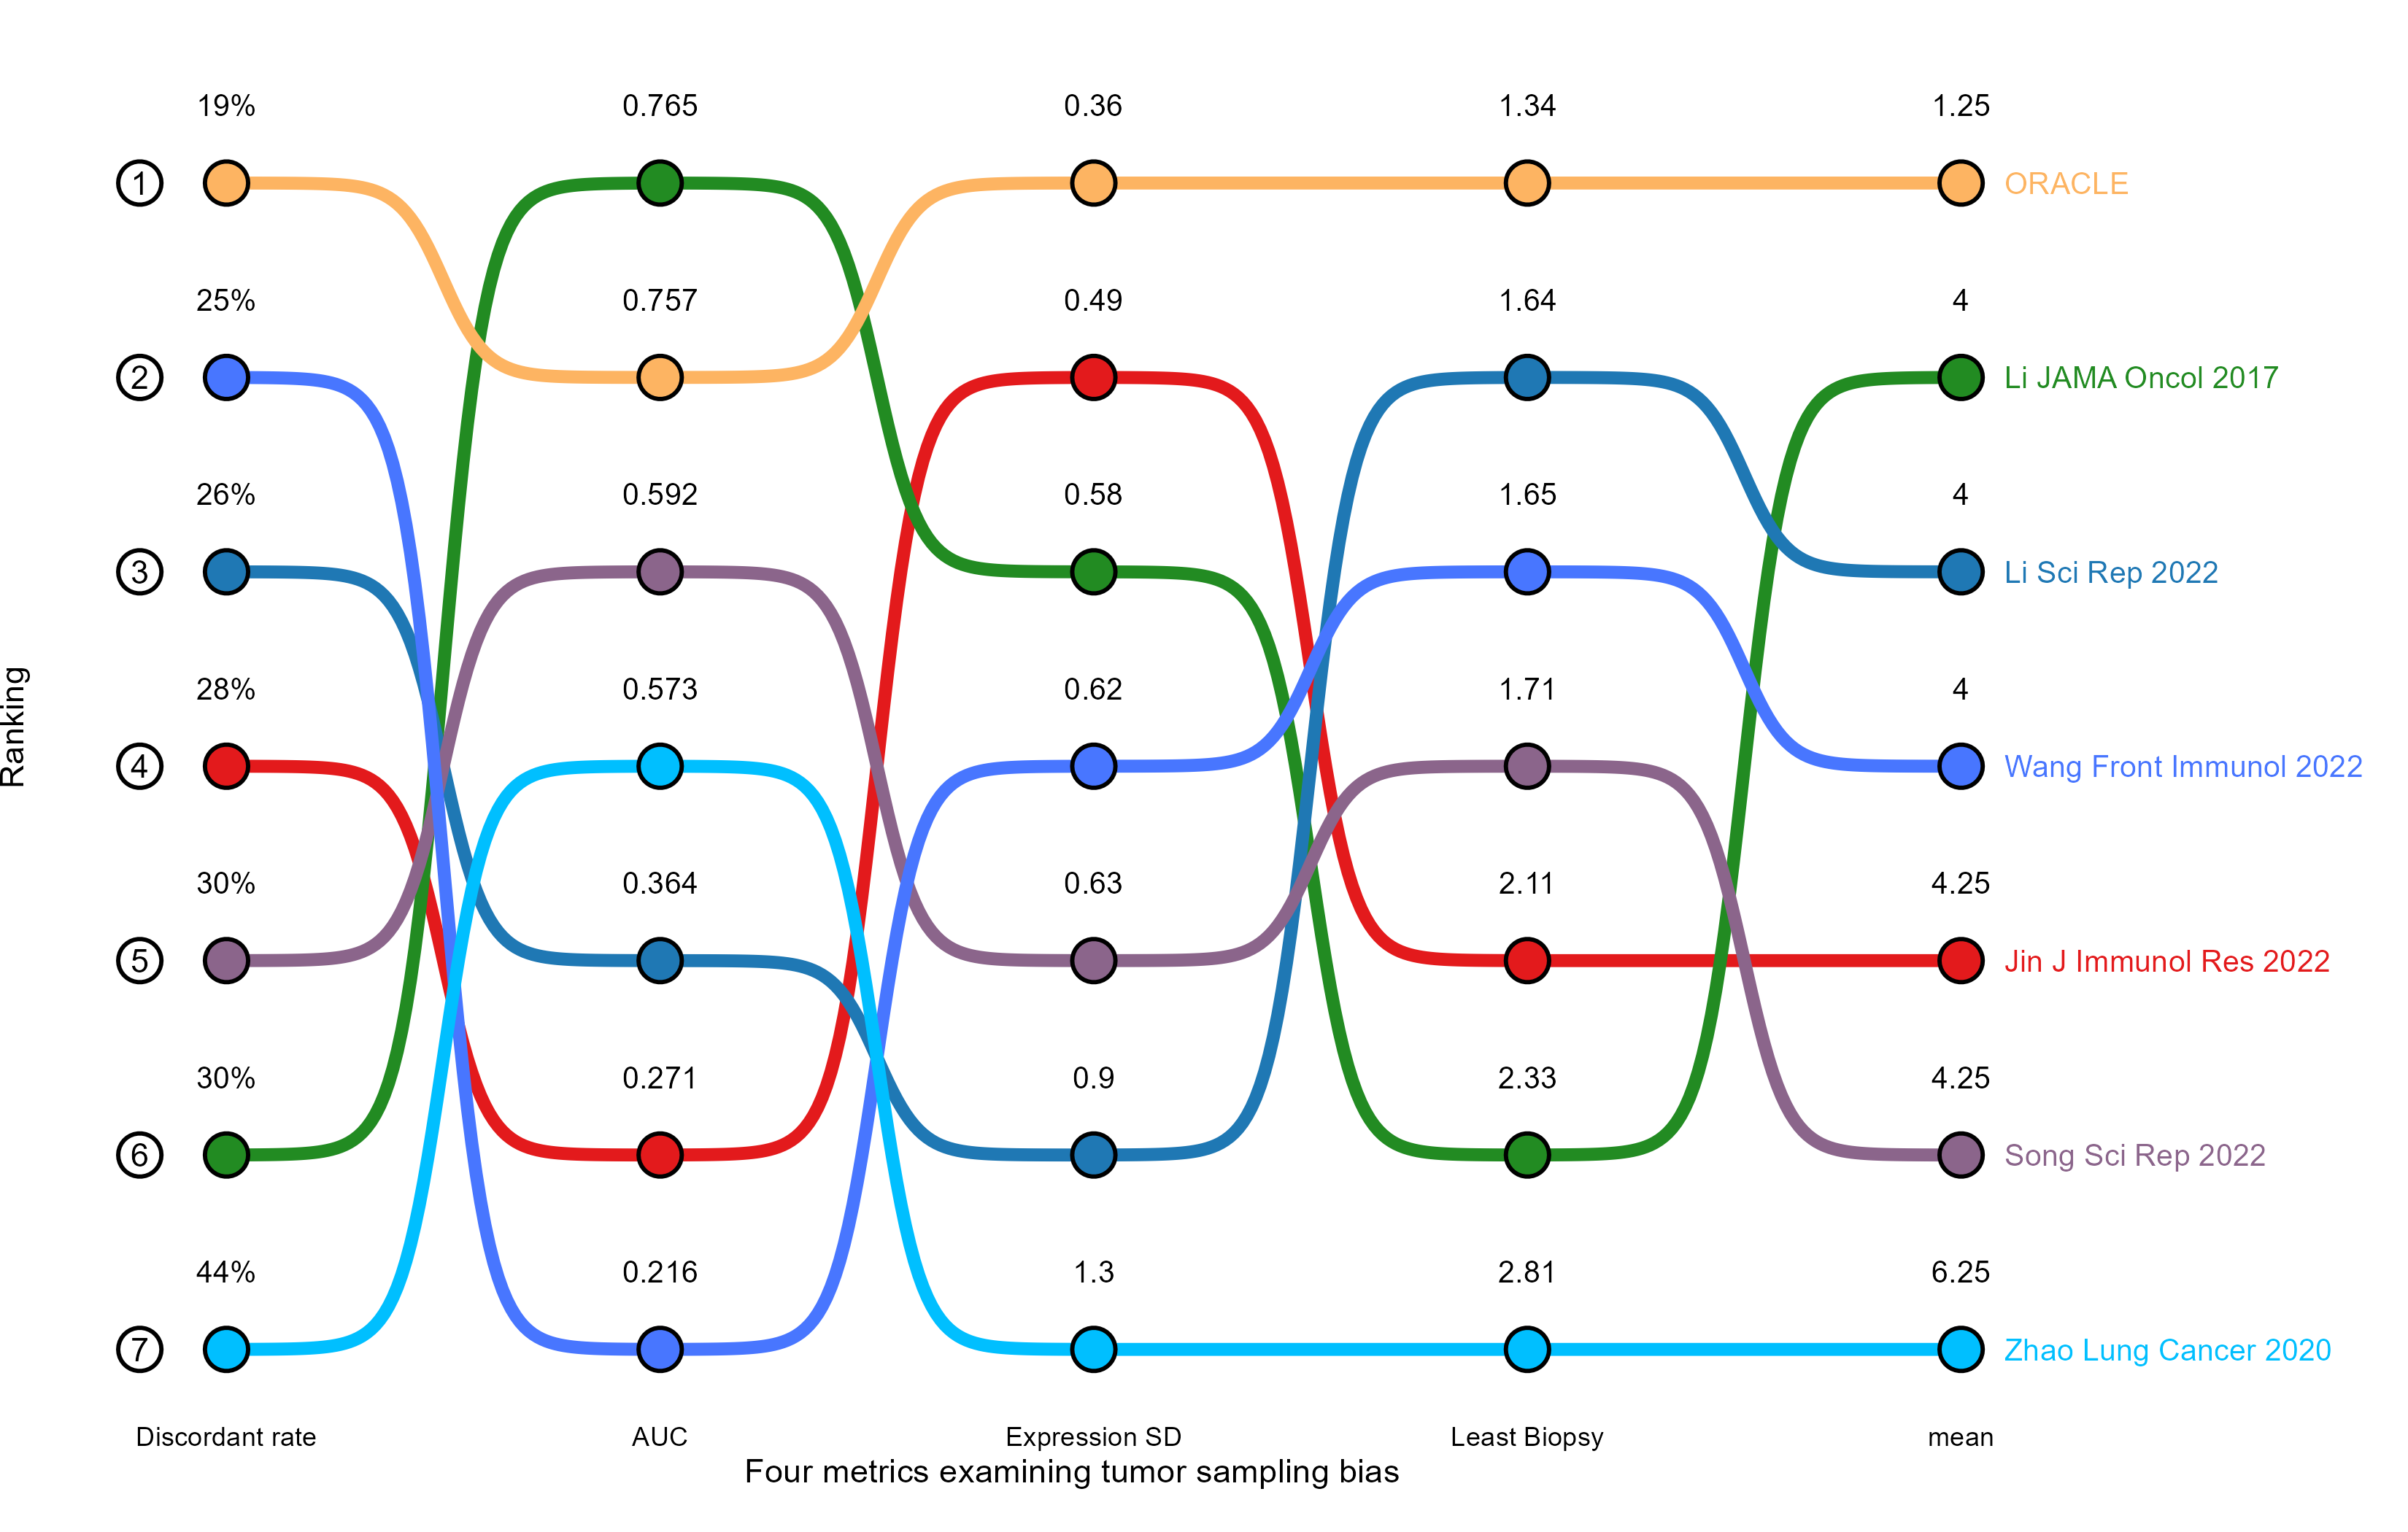 19% 0.765 0.36 1.34 1.25
1 ORACLE
25% 0.757 0.49 1.64 4
2 Li JAMA Oncol 2017
26% 0.592 0.58 1.65 4
3 Li Sci Rep 2022
28% 0.573 0.62 1.71 4
4 Wang Front Immunol 2022
30% 0.364 0.63 2.11 4.25
5 Jin J Immunol Res 2022
30% 0.271 0.9 2.33 4.25
6 Song Sci Rep 2022
44% 0.216 1.3 2.81 6.25
7 Zhao Lung Cancer 2020
Discordant rate AUC Expression SD Least Biopsy mean
Four metrics examining tumor sampling bias
Ranking